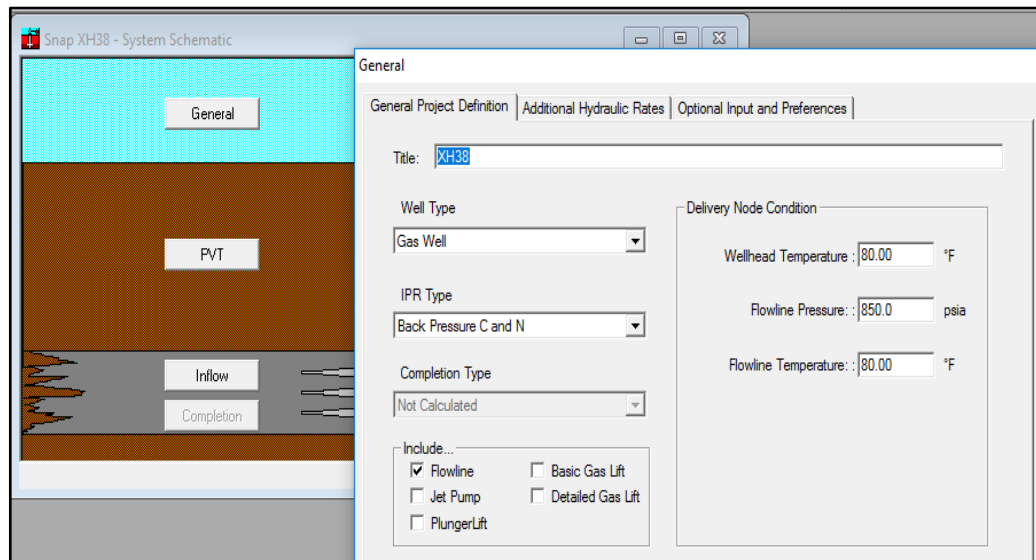 Snap XH38 - System Schematic
General
PVT
Inflow
Completion
General
General Project Definition
Additional Hydraulic Rates
Optional Input and Preferences
Title: XH38
Well Type
Gas Well
IPR Type
Back Pressure C and N
Completion Type
Not Calculated
Include...
Flowline
Basic Gas Lift
Jet Pump
Detailed Gas Lift
PlungerLift
Delivery Node Condition
Wellhead Temperature : 80.00 °F
Flowline Pressure: : 850.0 psia
Flowline Temperature: : 80.00 °F